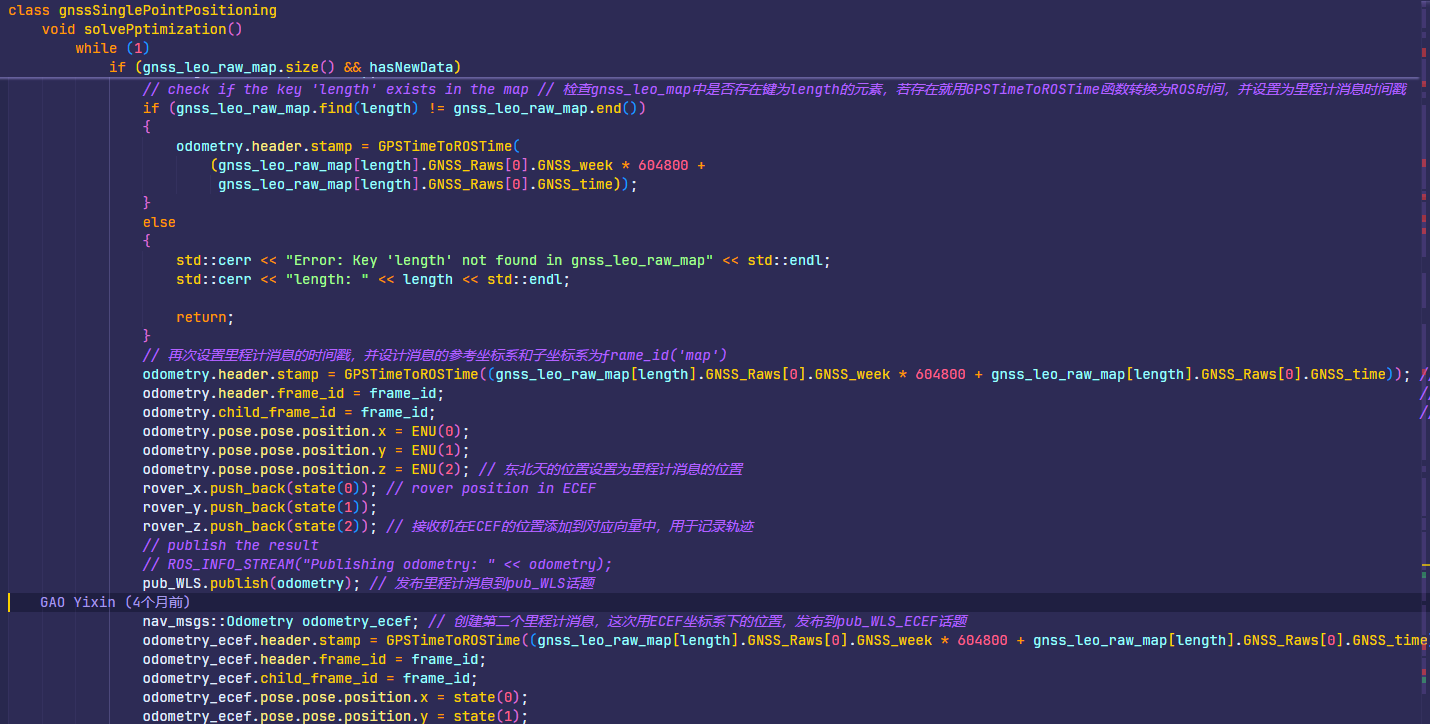 class gnssSinglePointPositioning
void solvePptimization()
while (1)
if (gnss_leo_raw_map.size() && hasNewData)
// check if the key 'length' exists in the map // 检查gnss_leo_map中是否存在键为length的元素，若存在就用GPSTimeToROSTime函数转换为ROS时间，并设置为里程计消息时间戳
if (gnss_leo_raw_map.find(length) != gnss_leo_raw_map.end())
{
odometry.header.stamp = GPSTimeToROSTime(
(gnss_leo_raw_map[length].GNSS_Raws[0].GNSS_week * 604800 +
gnss_leo_raw_map[length].GNSS_Raws[0].GNSS_time));
}
else
{
std::cerr << "Error: Key 'length' not found in gnss_leo_raw_map" << std::endl;
std::cerr << "length: " << length << std::endl;
return;
}
// 再次设置里程计消息的时间戳，并设计消息的参考坐标系和子坐标系为frame_id('map')
odometry.header.stamp = GPSTimeToROSTime((gnss_leo_raw_map[length].GNSS_Raws[0].GNSS_week * 604800 + gnss_leo_raw_map[length].GNSS_Raws[0].GNSS_time)); //
odometry.header.frame_id = frame_id; //
odometry.child_frame_id = frame_id; //
odometry.pose.pose.position.x = ENU(0);
odometry.pose.pose.position.y = ENU(1);
odometry.pose.pose.position.z = ENU(2); // 东北天的位置设置为里程计消息的位置
rover_x.push_back(state(0)); // rover position in ECEF
rover_y.push_back(state(1));
rover_z.push_back(state(2)); // 接收机在ECEF的位置添加到对应向量中，用于记录轨迹
// publish the result
// ROS_INFO_STREAM("Publishing odometry: " << odometry);
pub_WLS.publish(odometry); // 发布里程计消息到pub_WLS话题
GAO Yixin (4个月前)
nav_msgs::Odometry odometry_ecef; // 创建第二个里程计消息，这次用ECEF坐标系下的位置，发布到pub_WLS_ECEF话题
odometry_ecef.header.stamp = GPSTimeToROSTime((gnss_leo_raw_map[length].GNSS_Raws[0].GNSS_week * 604800 + gnss_leo_raw_map[length].GNSS_Raws[0].GNSS_time
odometry_ecef.header.frame_id = frame_id;
odometry_ecef.child_frame_id = frame_id;
odometry_ecef.pose.pose.position.x = state(0);
odometry_ecef.pose.pose.position.y = state(1);